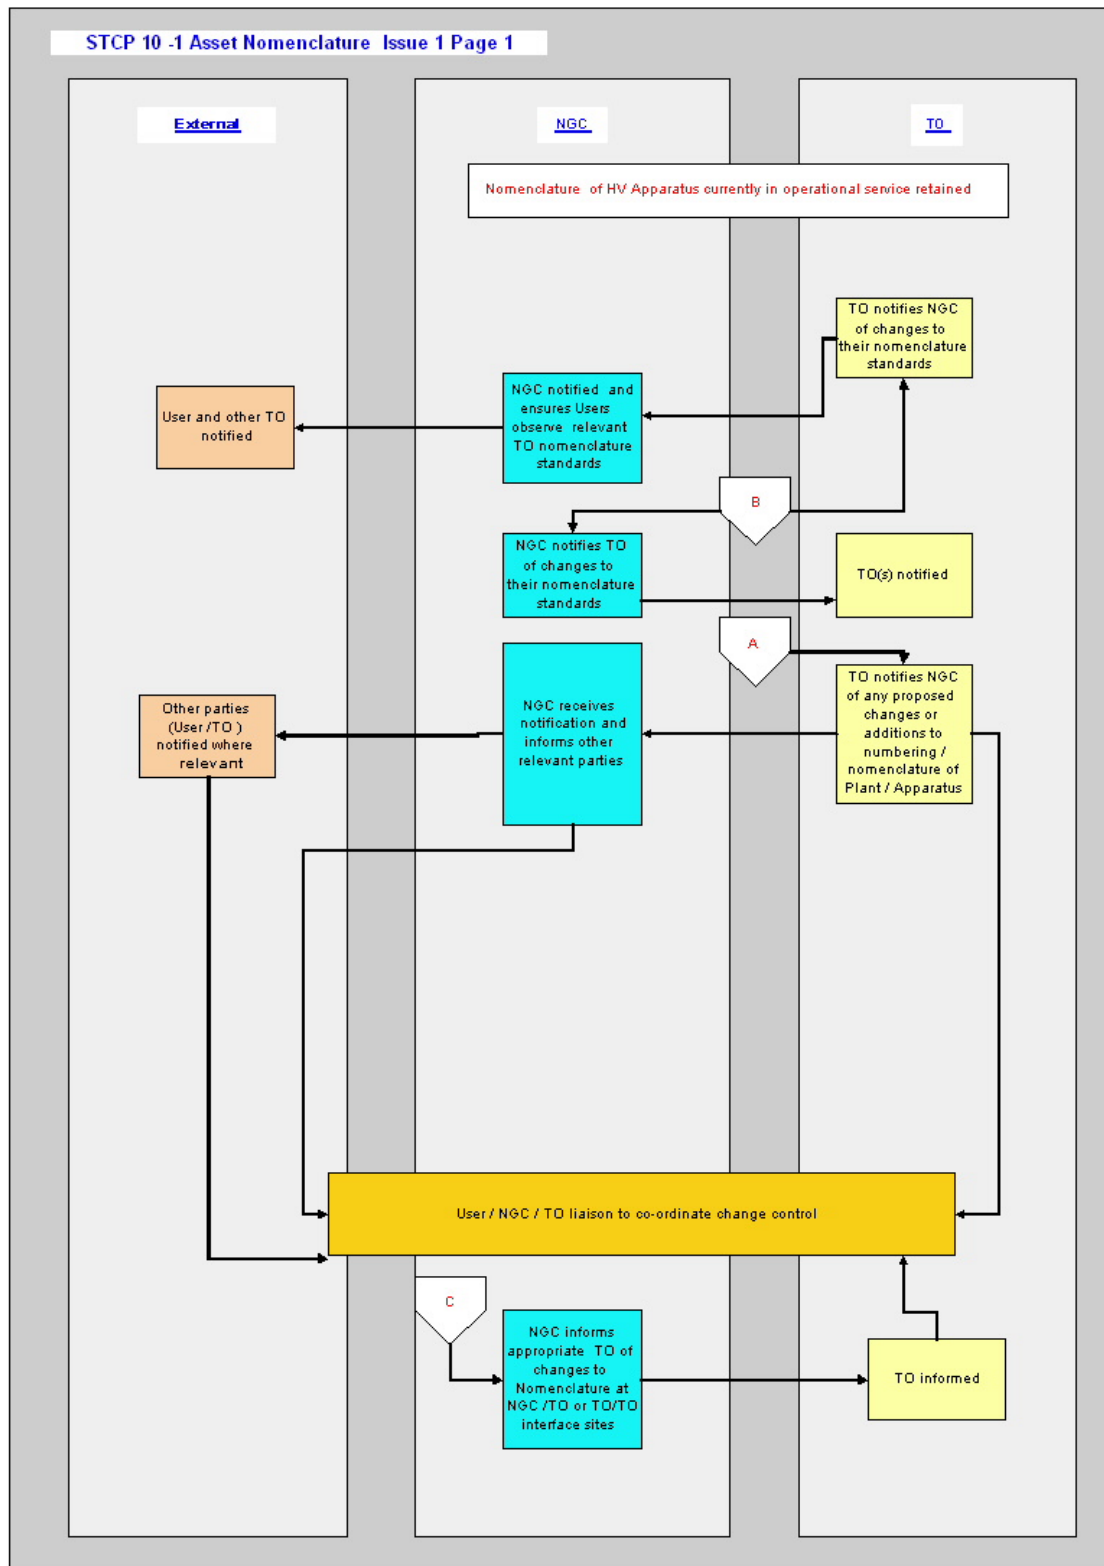 STCP 10 -1 Asset Nomenclature Issue 1 Page 1
External
NGC
TO
Nomenclature of HV Apparatus currently in operational service retained
TO notifies NGC
of changes to
their nomenclature
standards
NGC notified and
ensures Users
observe relevant
TO nomenclature
standards
User and other TO
notified
B
NGC notifies TO
of changes to
their nomenclature
standards
TO(s) notified
A
TO notifies NGC
of any proposed
changes or
additions to
numbering /
nomenclature of
Plant / Apparatus
NGC receives
notification and
informs other
relevant parties
Other parties
(User /TO )
notified where
relevant
User / NGC / TO liaison to co-ordinate change control
C
NGC informs
appropriate TO of
changes to
Nomenclature at
NGC /TO or TO/TO
interface sites
TO informed